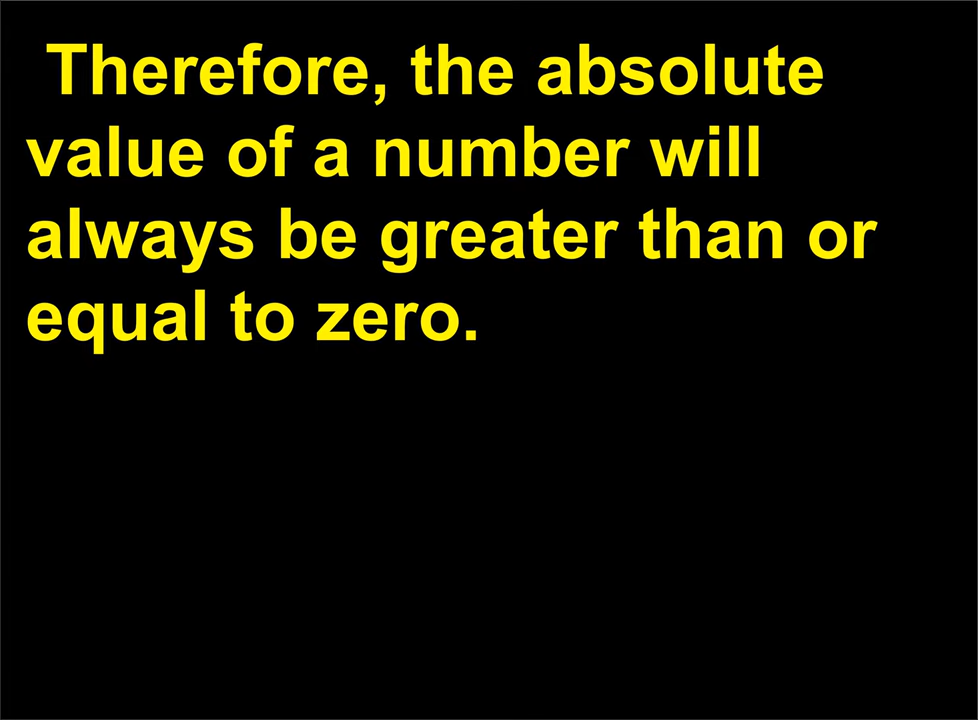 Therefore, the absolute
value of a number will
always be greater than or
equal to zero.